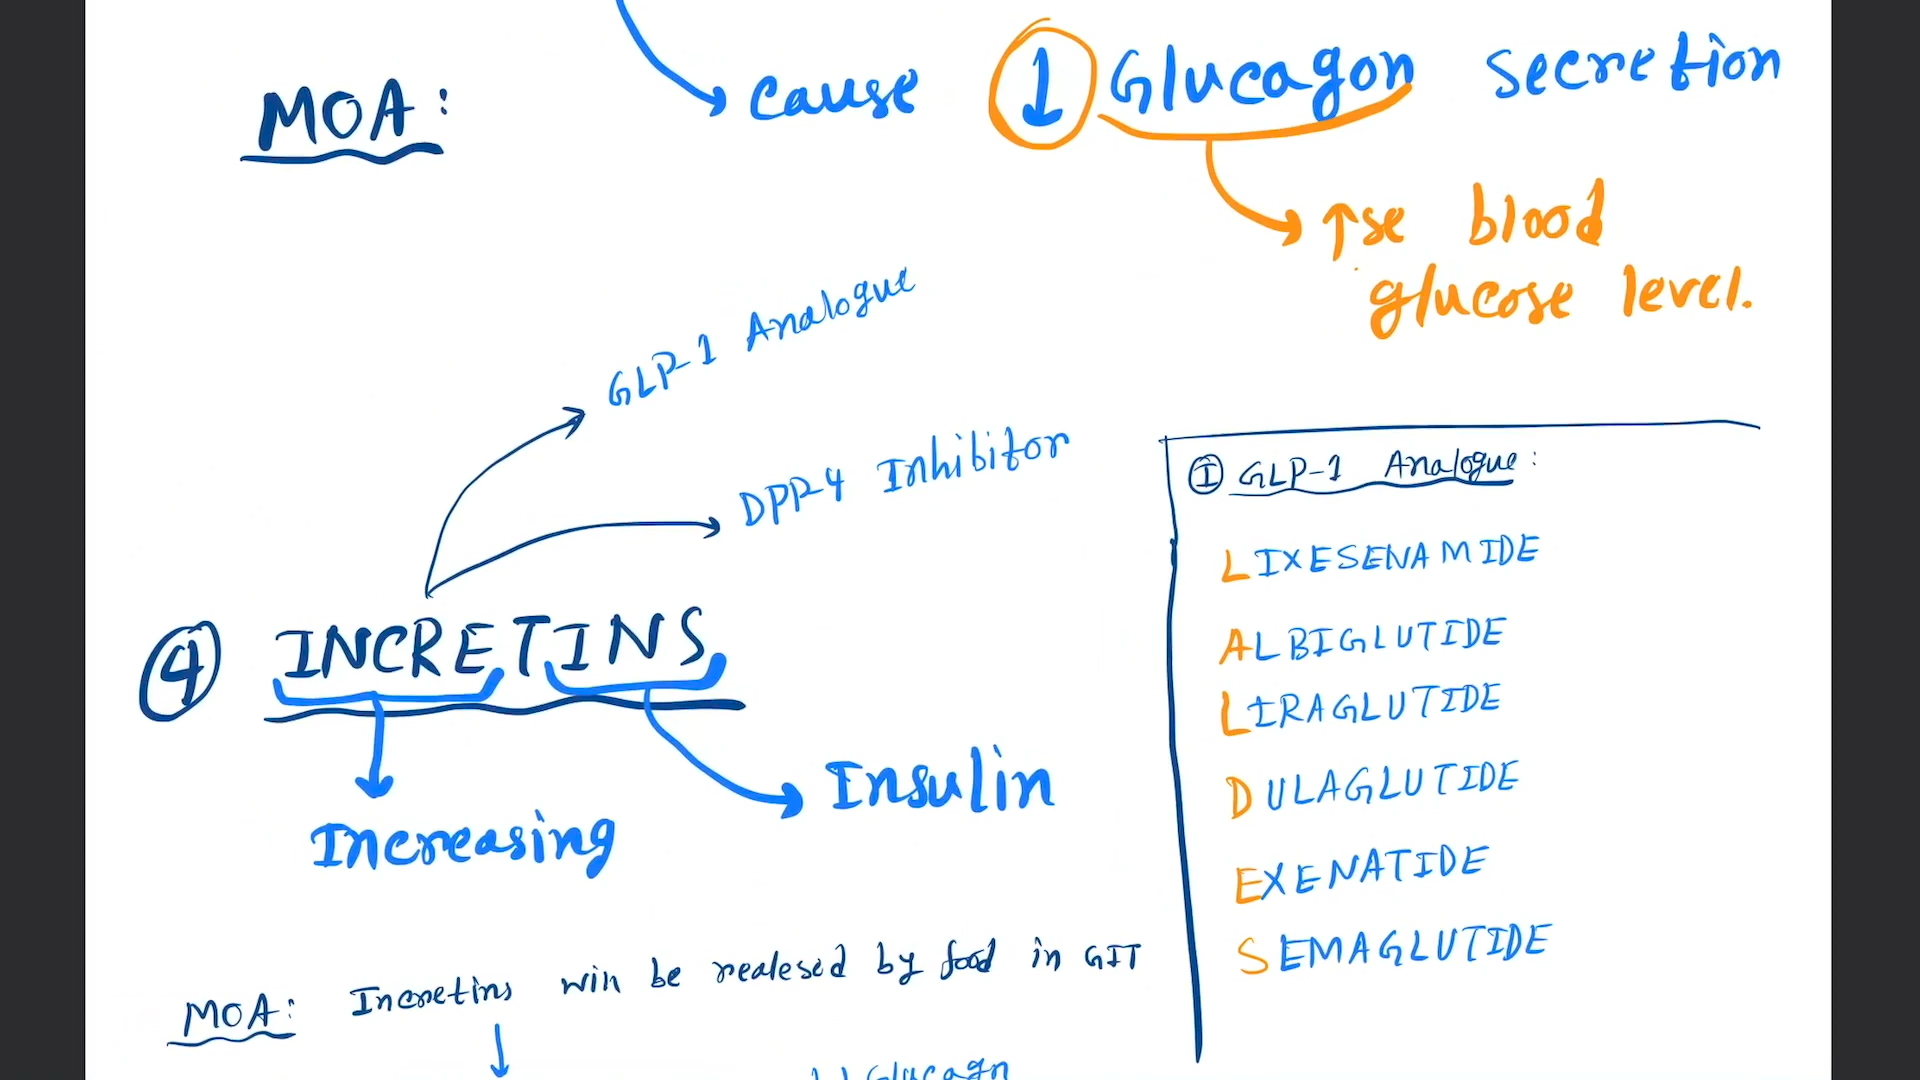 MOA:
cause ↓ Glucagon secretion
↑se blood
glucose level.
GLP-1 Analogue
DPP-4 Inhibitor
④ INCRETINS
Increasing
Insulin
MOA: Incretins will be realesed by food in GIT
Glucagn
Ⓘ GLP-1 Analogue:
LIXESENAMIDE
ALBIGLUTIDE
LIRAGLUTIDE
DULAGLUTIDE
EXENATIDE
SEMAGLUTIDE